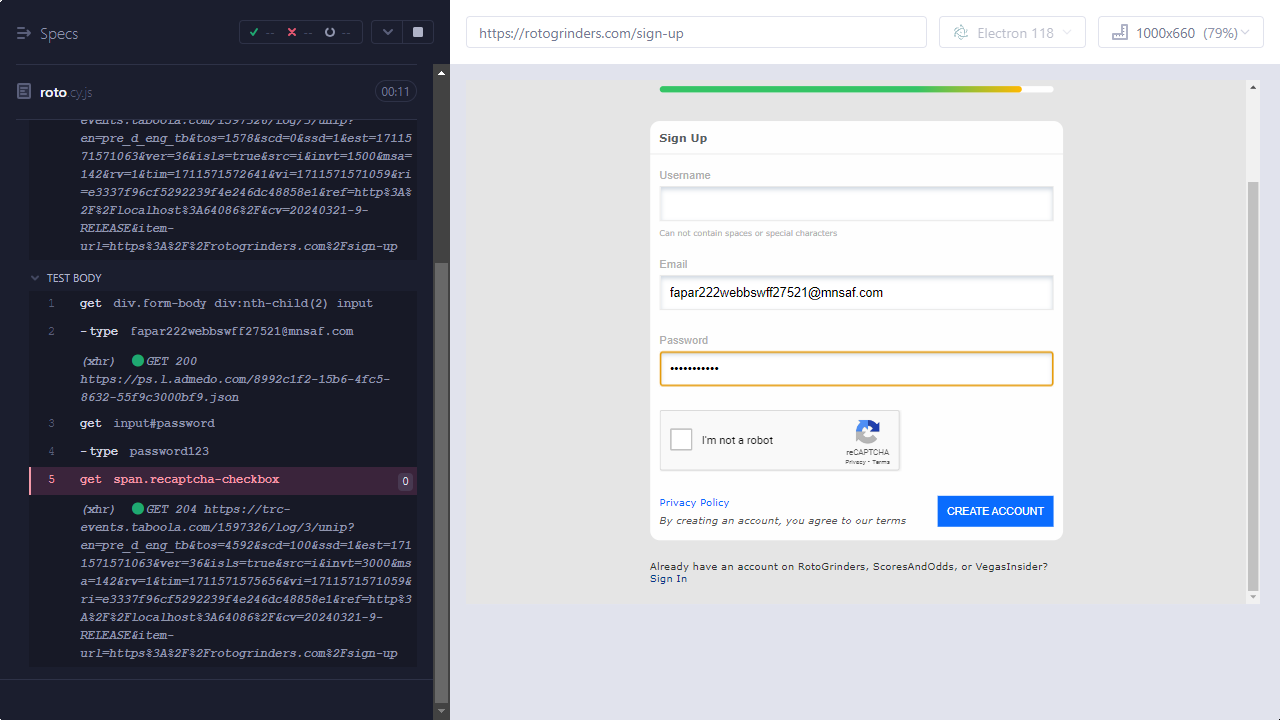 Specs
-- -- --
roto.cy.js 00:11
events.taboola.com/1597326/log/3/unip?
en=pre_d_eng_tb&tos=1578&scd=0&ssd=1&est=17115
71571063&ver=36&isls=true&src=i&invt=1500&msa=
142&rv=1&tim=1711571572641&vi=1711571571059&ri
=e3337f96cf5292239f4e246dc48858e1&ref=http%3A%
2F%2Flocalhost%3A64086%2F&cv=20240321-9-
RELEASE&item-
url=https%3A%2F%2Frotogrinders.com%2Fsign-up
TEST BODY
1 get div.form-body div:nth-child(2) input
2 -type fapar222webbswff27521@mnsaf.com
(xhr) GET 200
https://ps.l.admedo.com/8992c1f2-15b6-4fc5-
8632-55f9c3000bf9.json
3 get input#password
4 -type password123
5 get span.recaptcha-checkbox 0
(xhr) GET 204 https://trc-
events.taboola.com/1597326/log/3/unip?
en=pre_d_eng_tb&tos=4592&scd=100&ssd=1&est=171
1571571063&ver=36&isls=true&src=i&invt=3000&ms
a=142&rv=1&tim=1711571575656&vi=1711571571059&
ri=e3337f96cf5292239f4e246dc48858e1&ref=http%3
A%2F%2Flocalhost%3A64086%2F&cv=20240321-9-
RELEASE&item-
url=https%3A%2F%2Frotogrinders.com%2Fsign-up
https://rotogrinders.com/sign-up
Electron 118
1000x660 (79%)
Sign Up
Username
Can not contain spaces or special characters
Email
fapar222webbswff27521@mnsaf.com
Password
•••••••••••
I'm not a robot
reCAPTCHA
Privacy - Terms
Privacy Policy
By creating an account, you agree to our terms
CREATE ACCOUNT
Already have an account on RotoGrinders, ScoresAndOdds, or VegasInsider?
Sign In